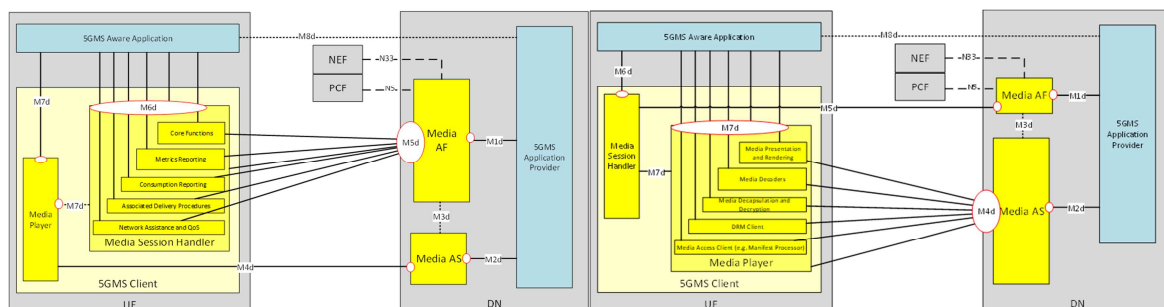 5GMS Aware Application
M8d
NEF
N33
PCF
N5
M7d
M6d
Core Functions
Metrics Reporting
Consumption Reporting
Associated Delivery Procedures
Network Assistance and QoS
Media Session Handler
Media
Player
M7d
M5d
Media
AF
M1d
M3d
Media AS
M2d
M4d
5GMS
Application
Provider
5GMS Client
UE
DN
5GMS Aware Application
M8d
NEF
N33
PCF
N5
M6d
M5d
Media AF
M1d
M3d
Media
Session
Handler
M7d
M7d
Media Presentation
and Rendering
Media Decoders
Media Decapsulation and
Decryption
DRM Client
Media Access Client (e.g. Manifest Processor)
Media Player
M4d
Media AS
M2d
5GMS
Application
Provider
5GMS Client
UE
DN